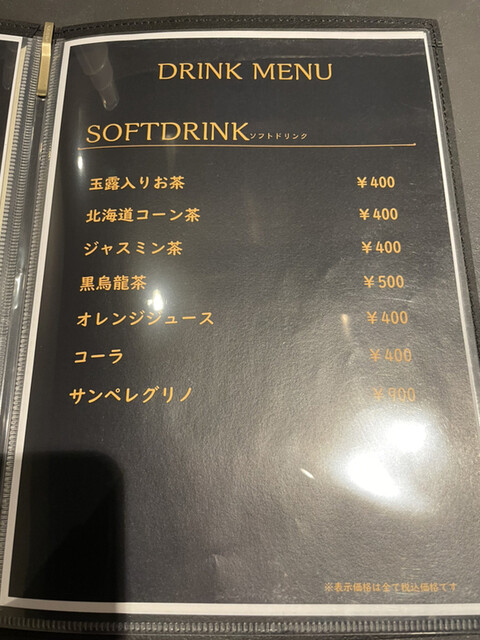 DRINK MENU
SOFTDRINK ソフトドリンク
玉露入りお茶 ￥400
北海道コーン茶 ￥400
ジャスミン茶 ￥400
黒烏龍茶 ￥500
オレンジジュース ￥400
コーラ ￥400
サンペレグリノ ￥900
※表示価格は全て税込価格です